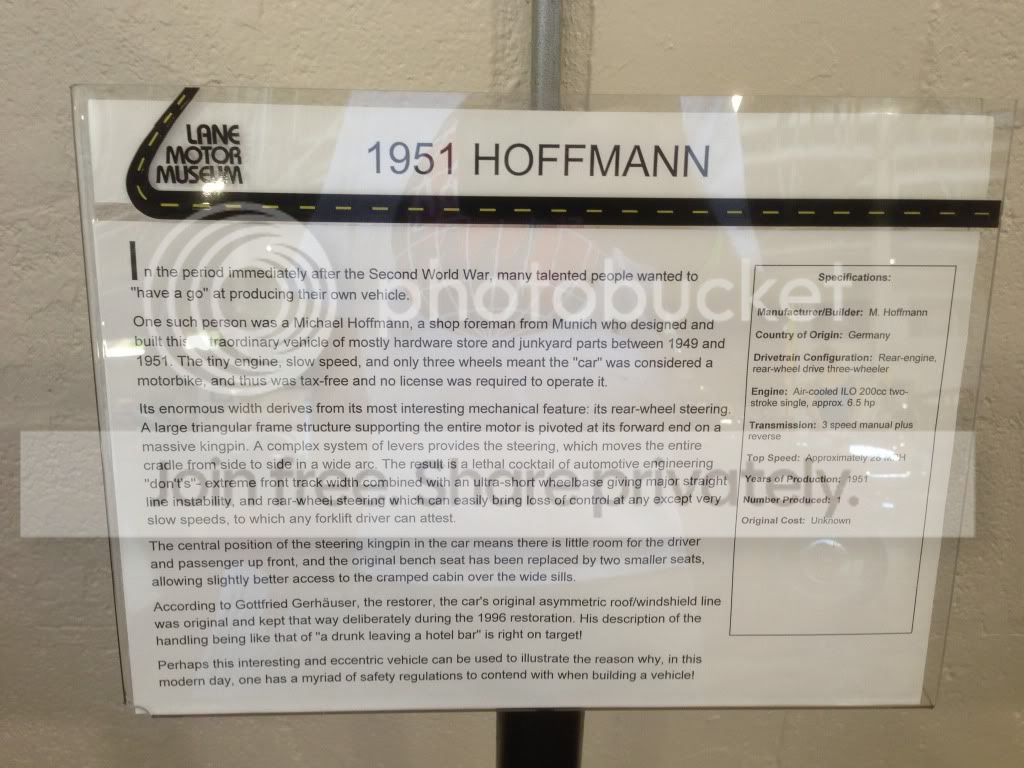 LANE
MOTOR
MUSEUM
1951 HOFFMANN
In the period immediately after the Second World War, many talented people wanted to
"have a go" at producing their own vehicle.
One such person was a Michael Hoffmann, a shop foreman from Munich who designed and
built this extraordinary vehicle of mostly hardware store and junkyard parts between 1949 and
1951. The tiny engine, slow speed, and only three wheels meant the "car" was considered a
motorbike, and thus was tax-free and no license was required to operate it.
Its enormous width derives from its most interesting mechanical feature: its rear-wheel steering.
A large triangular frame structure supporting the entire motor is pivoted at its forward end on a
massive kingpin. A complex system of levers provides the steering, which moves the entire
cradle from side to side in a wide arc. The result is a lethal cocktail of automotive engineering
"don't's"- extreme front track width combined with an ultra-short wheelbase giving major straight
line instability, and rear-wheel steering which can easily bring loss of control at any except very
slow speeds, to which any forklift driver can attest.
The central position of the steering kingpin in the car means there is little room for the driver
and passenger up front, and the original bench seat has been replaced by two smaller seats,
allowing slightly better access to the cramped cabin over the wide sills.
According to Gottfried Gerhäuser, the restorer, the car's original asymmetric roof/windshield line
was original and kept that way deliberately during the 1996 restoration. His description of the
handling being like that of "a drunk leaving a hotel bar" is right on target!
Perhaps this interesting and eccentric vehicle can be used to illustrate the reason why, in this
modern day, one has a myriad of safety regulations to contend with when building a vehicle!
Specifications:
Manufacturer/Builder: M. Hoffmann
Country of Origin: Germany
Drivetrain Configuration: Rear-engine,
rear-wheel drive three-wheeler
Engine: Air-cooled ILO 200cc two-
stroke single, approx. 6.5 hp
Transmission: 3 speed manual plus
reverse
Top Speed: Approximately 28 MPH
Years of Production: 1951
Number Produced: 1
Original Cost: Unknown
photobucket
Join free. Share privately.